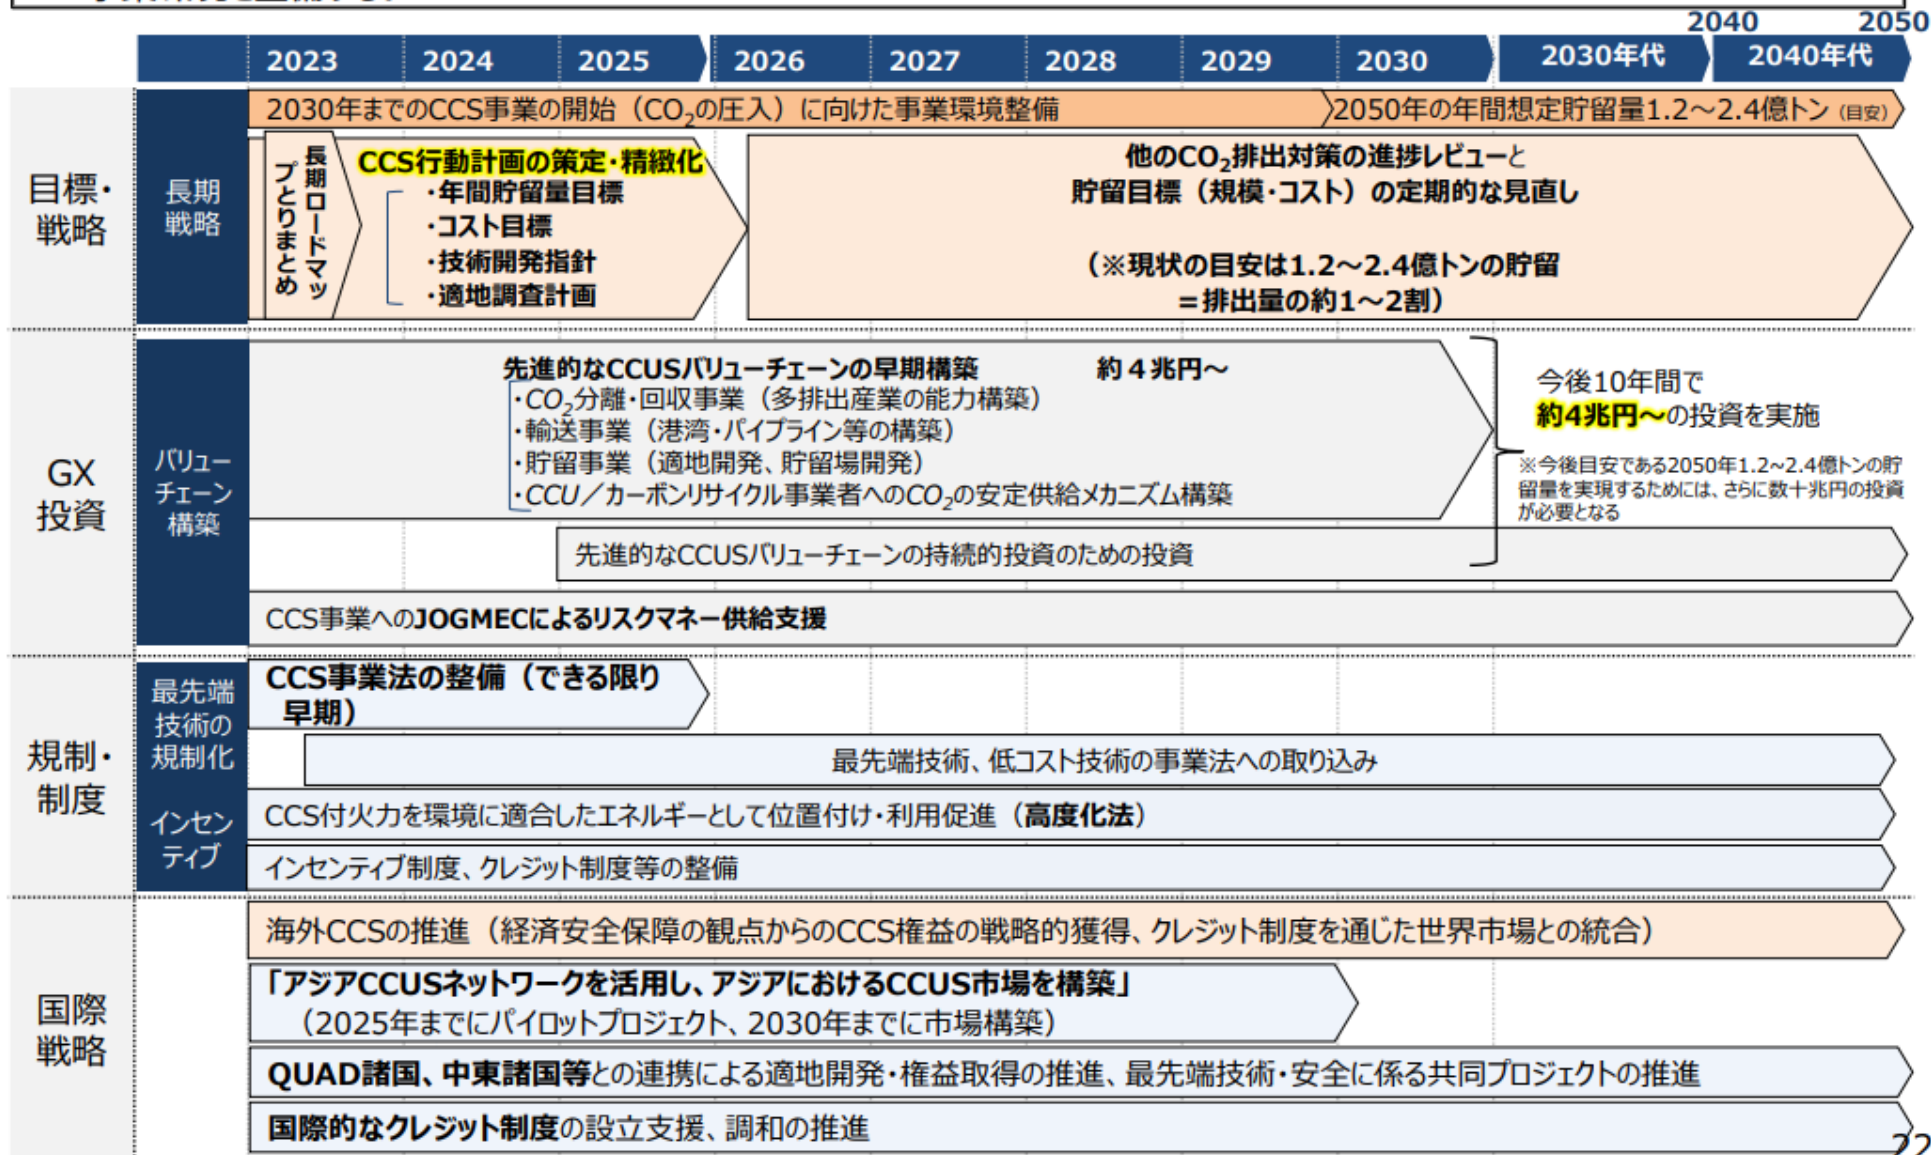 2040 2050
2023 2024 2025 2026 2027 2028 2029 2030 2030年代 2040年代
目標・
戦略
長期
戦略
2030年までのCCS事業の開始（CO₂の圧入）に向けた事業環境整備
2050年の年間想定貯留量1.2～2.4億トン（目安）
長期ロードマッ
プとりまとめ
CCS行動計画の策定・精緻化
・年間貯留量目標
・コスト目標
・技術開発指針
・適地調査計画
他のCO₂排出対策の進捗レビューと
貯留目標（規模・コスト）の定期的な見直し
（※現状の目安は1.2～2.4億トンの貯留
＝排出量の約1～2割）
GX
投資
バリュー
チェーン
構築
先進的なCCUSバリューチェーンの早期構築 約４兆円～
・CO₂分離・回収事業（多排出産業の能力構築）
・輸送事業（港湾・パイプライン等の構築）
・貯留事業（適地開発、貯留場開発）
・CCU／カーボンリサイクル事業者へのCO₂の安定供給メカニズム構築
今後10年間で
約4兆円～の投資を実施
※今後目安である2050年1.2~2.4億トンの貯
留量を実現するためには、さらに数十兆円の投資
が必要となる
先進的なCCUSバリューチェーンの持続的投資のための投資
CCS事業へのJOGMECによるリスクマネー供給支援
規制・
制度
最先端
技術の
規制化
インセン
ティブ
CCS事業法の整備（できる限り
早期）
最先端技術、低コスト技術の事業法への取り込み
CCS付火力を環境に適合したエネルギーとして位置付け・利用促進（高度化法）
インセンティブ制度、クレジット制度等の整備
国際
戦略
海外CCSの推進（経済安全保障の観点からのCCS権益の戦略的獲得、クレジット制度を通じた世界市場との統合）
「アジアCCUSネットワークを活用し、アジアにおけるCCUS市場を構築」
（2025年までにパイロットプロジェクト、2030年までに市場構築）
QUAD諸国、中東諸国等との連携による適地開発・権益取得の推進、最先端技術・安全に係る共同プロジェクトの推進
国際的なクレジット制度の設立支援、調和の推進
22